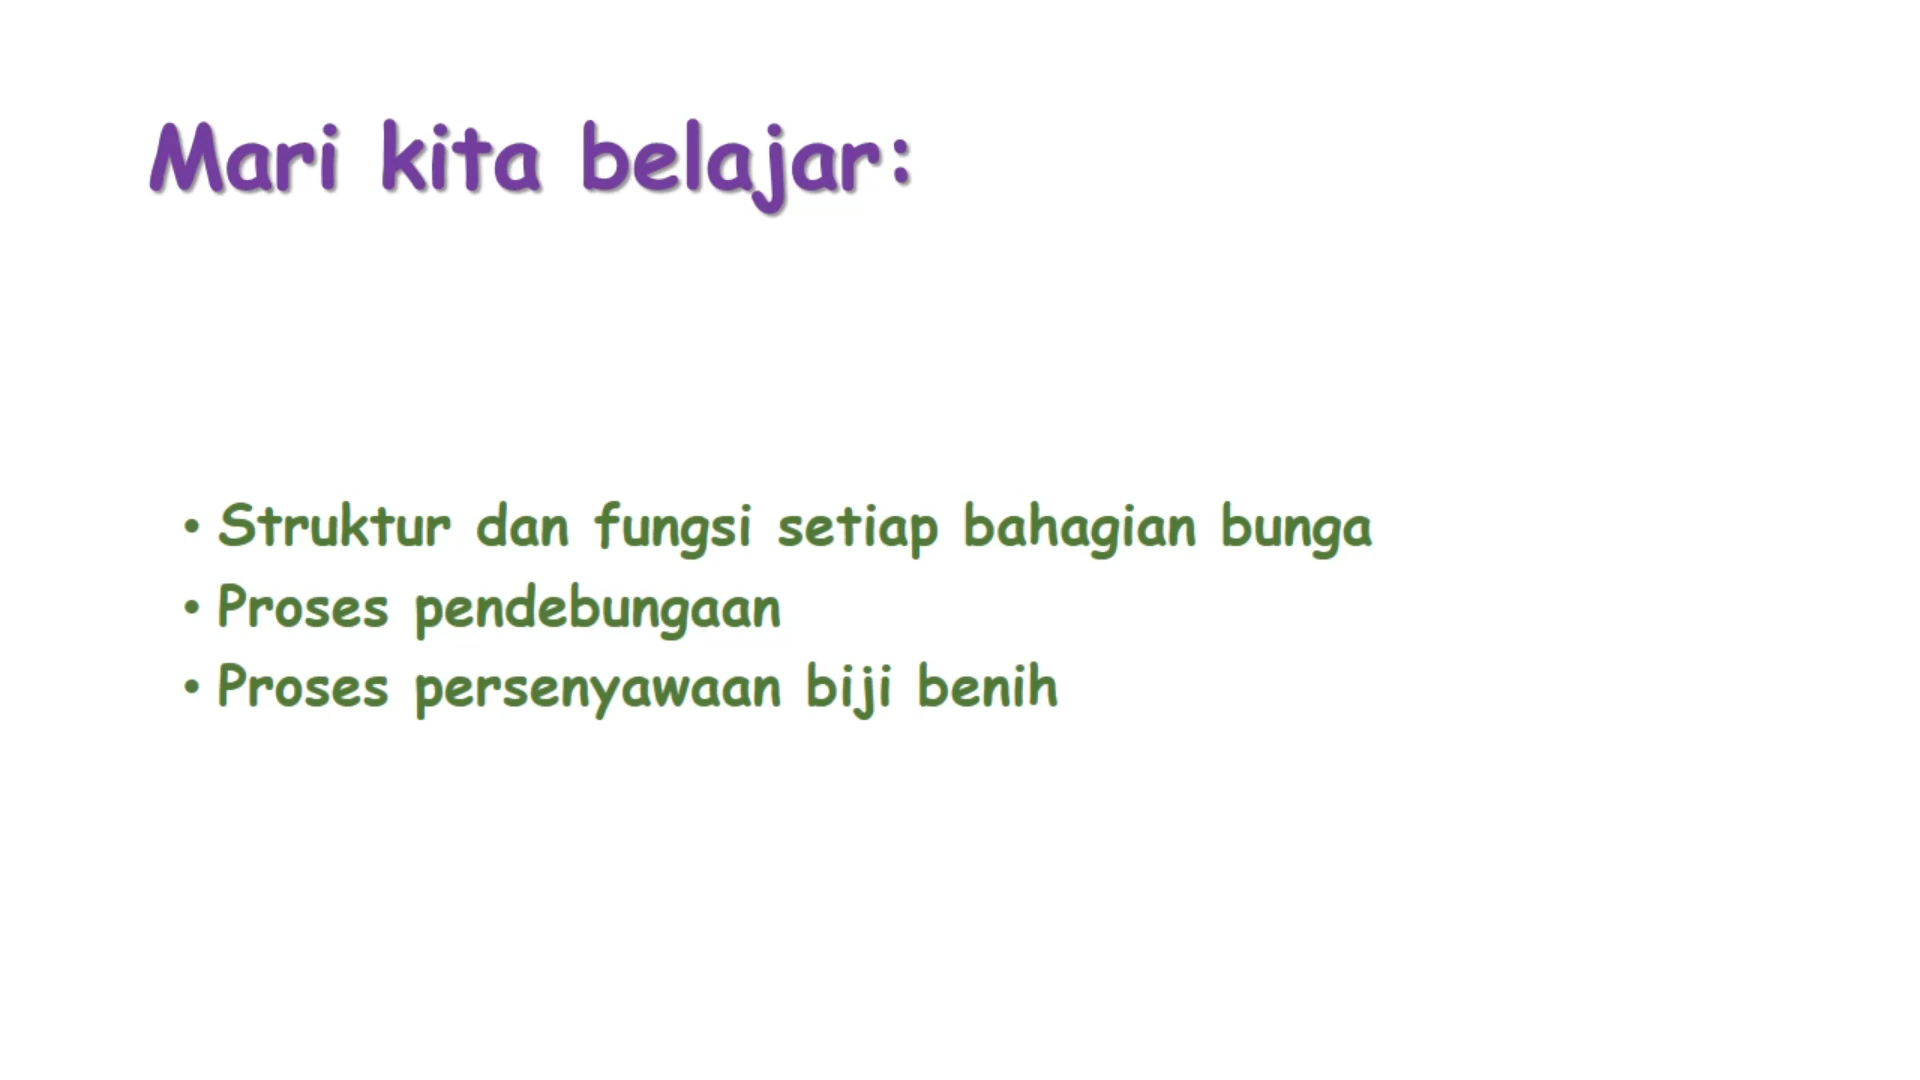 Mari kita belajar:
• Struktur dan fungsi setiap bahagian bunga
• Proses pendebungaan
• Proses persenyawaan biji benih